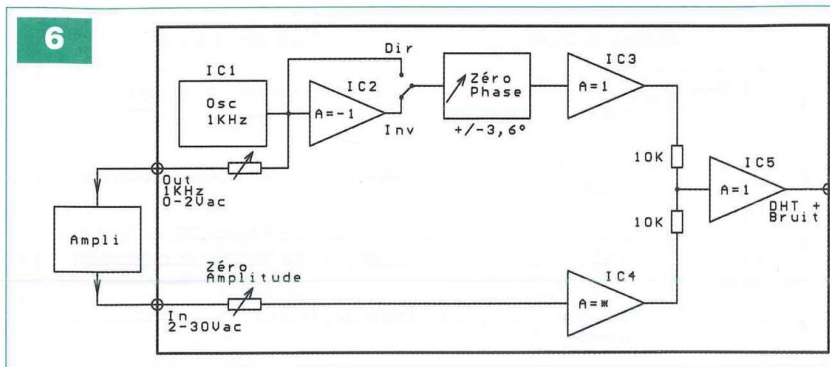 6
IC1
Osc
1KHz
IC2
A=-1
Dir
Inv
Zéro
Phase
+/-3,6°
IC3
A=1
10K
10K
IC5
A=1
DHT +
Bruit
Out
1KHz
0-2Vac
Ampli
Zéro
Amplitude
In
2-30Vac
IC4
A=*